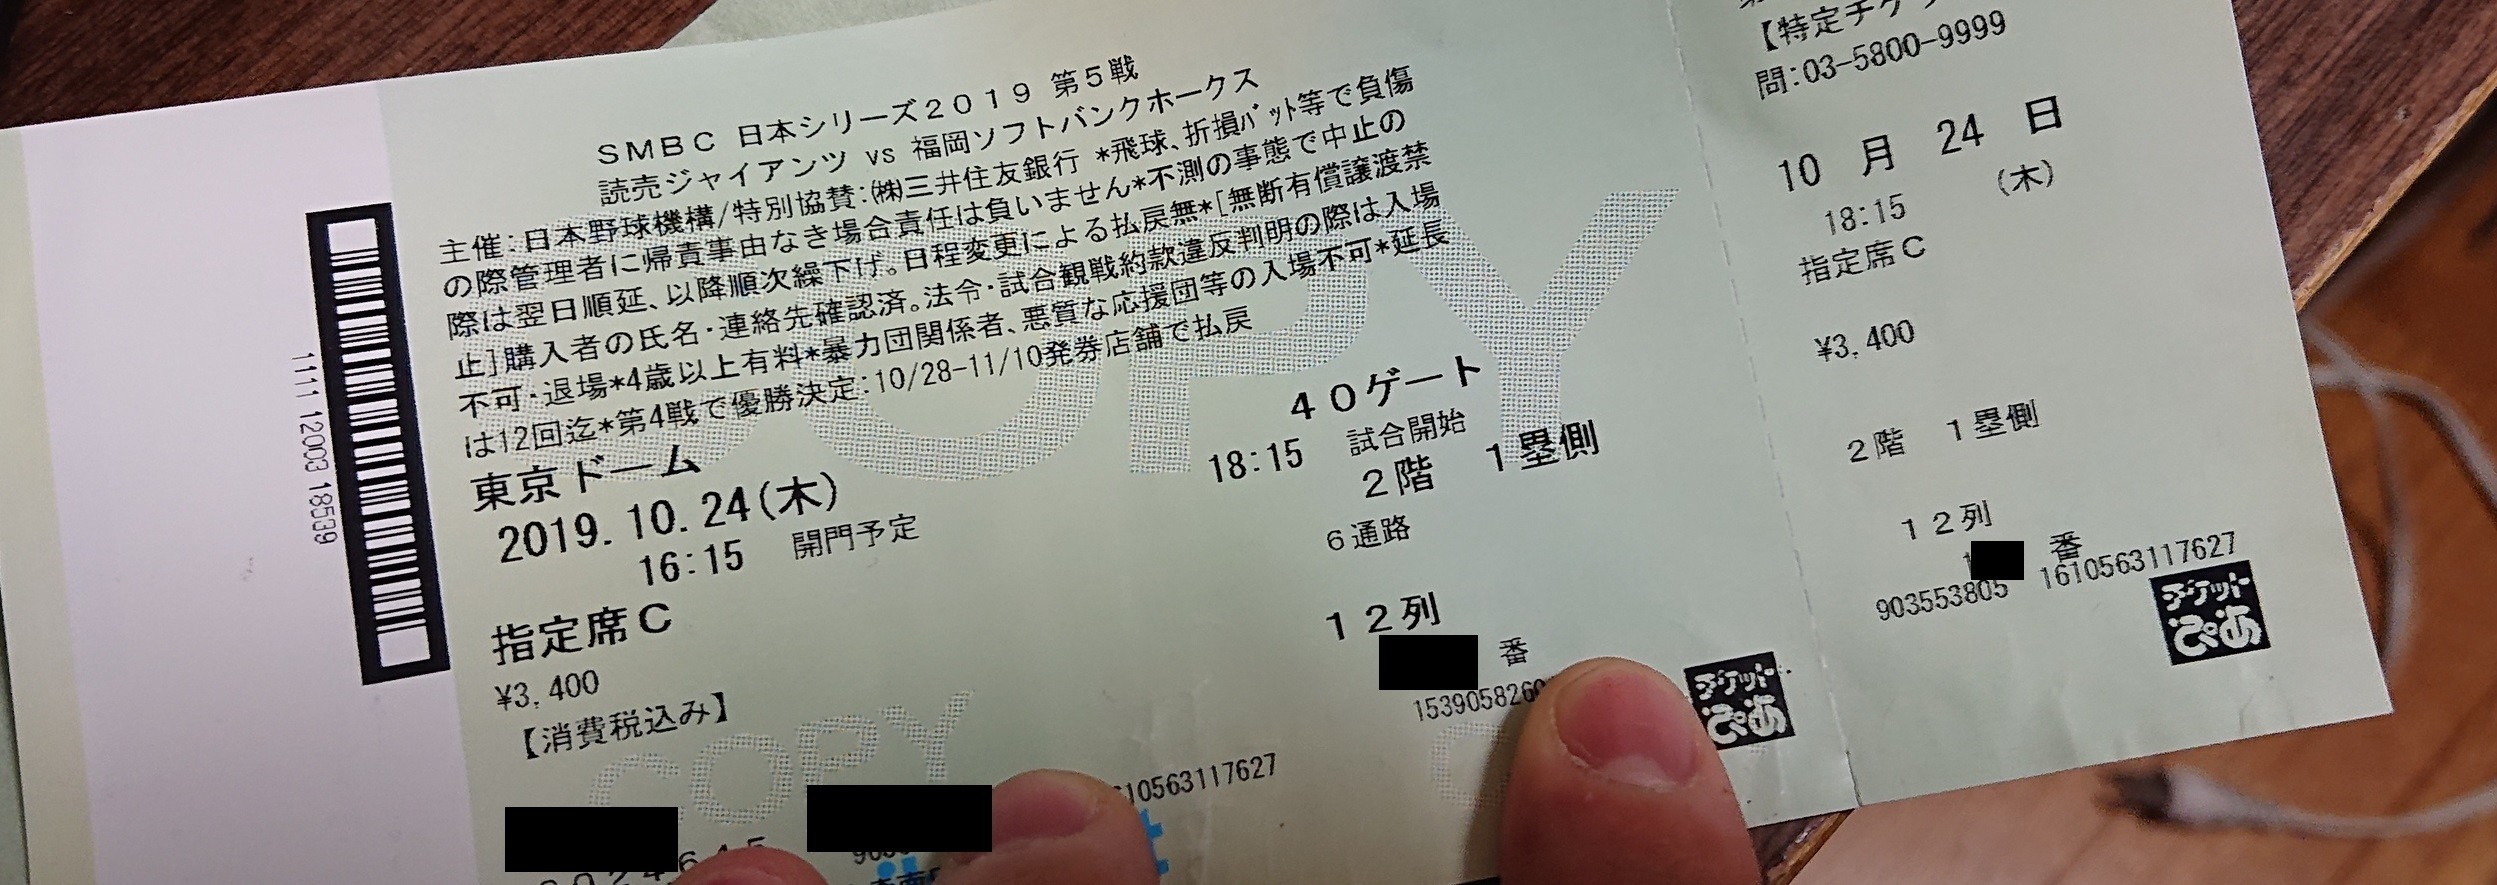 SMBC 日本シリーズ2019 第5戦
読売ジャイアンツ vs 福岡ソフトバンクホークス
主催:日本野球機構/特別協賛:㈱三井住友銀行 *飛球、折損バット等で負傷
の際管理者に帰責事由なき場合責任は負いません*不測の事態で中止の
際は翌日順延、以降順次繰下げ。日程変更による払戻無*[無断有償譲渡禁
止]購入者の氏名・連絡先確認済。法令・試合観戦約款違反判明の際は入場
不可・退場*4歳以上有料*暴力団関係者、悪質な応援団等の入場不可*延長
は12回迄*第4戦で優勝決定:10/28-11/10発券店舗で払戻
東京ドーム
40ゲート
2019.10.24(木)
18:15 試合開始
16:15 開門予定
2階 1塁側
6通路
指定席C
12列
¥3,400
番
【消費税込み】
153905826
チケットぴあ
10563117627
COPY
COPY
1111 12003 18539
【特定チケッ
問:03-5800-9999
10 月 24 日
18:15 (木)
指定席C
¥3,400
2階 1塁側
12列
1 番
903553805 1610563117627
チケットぴあ